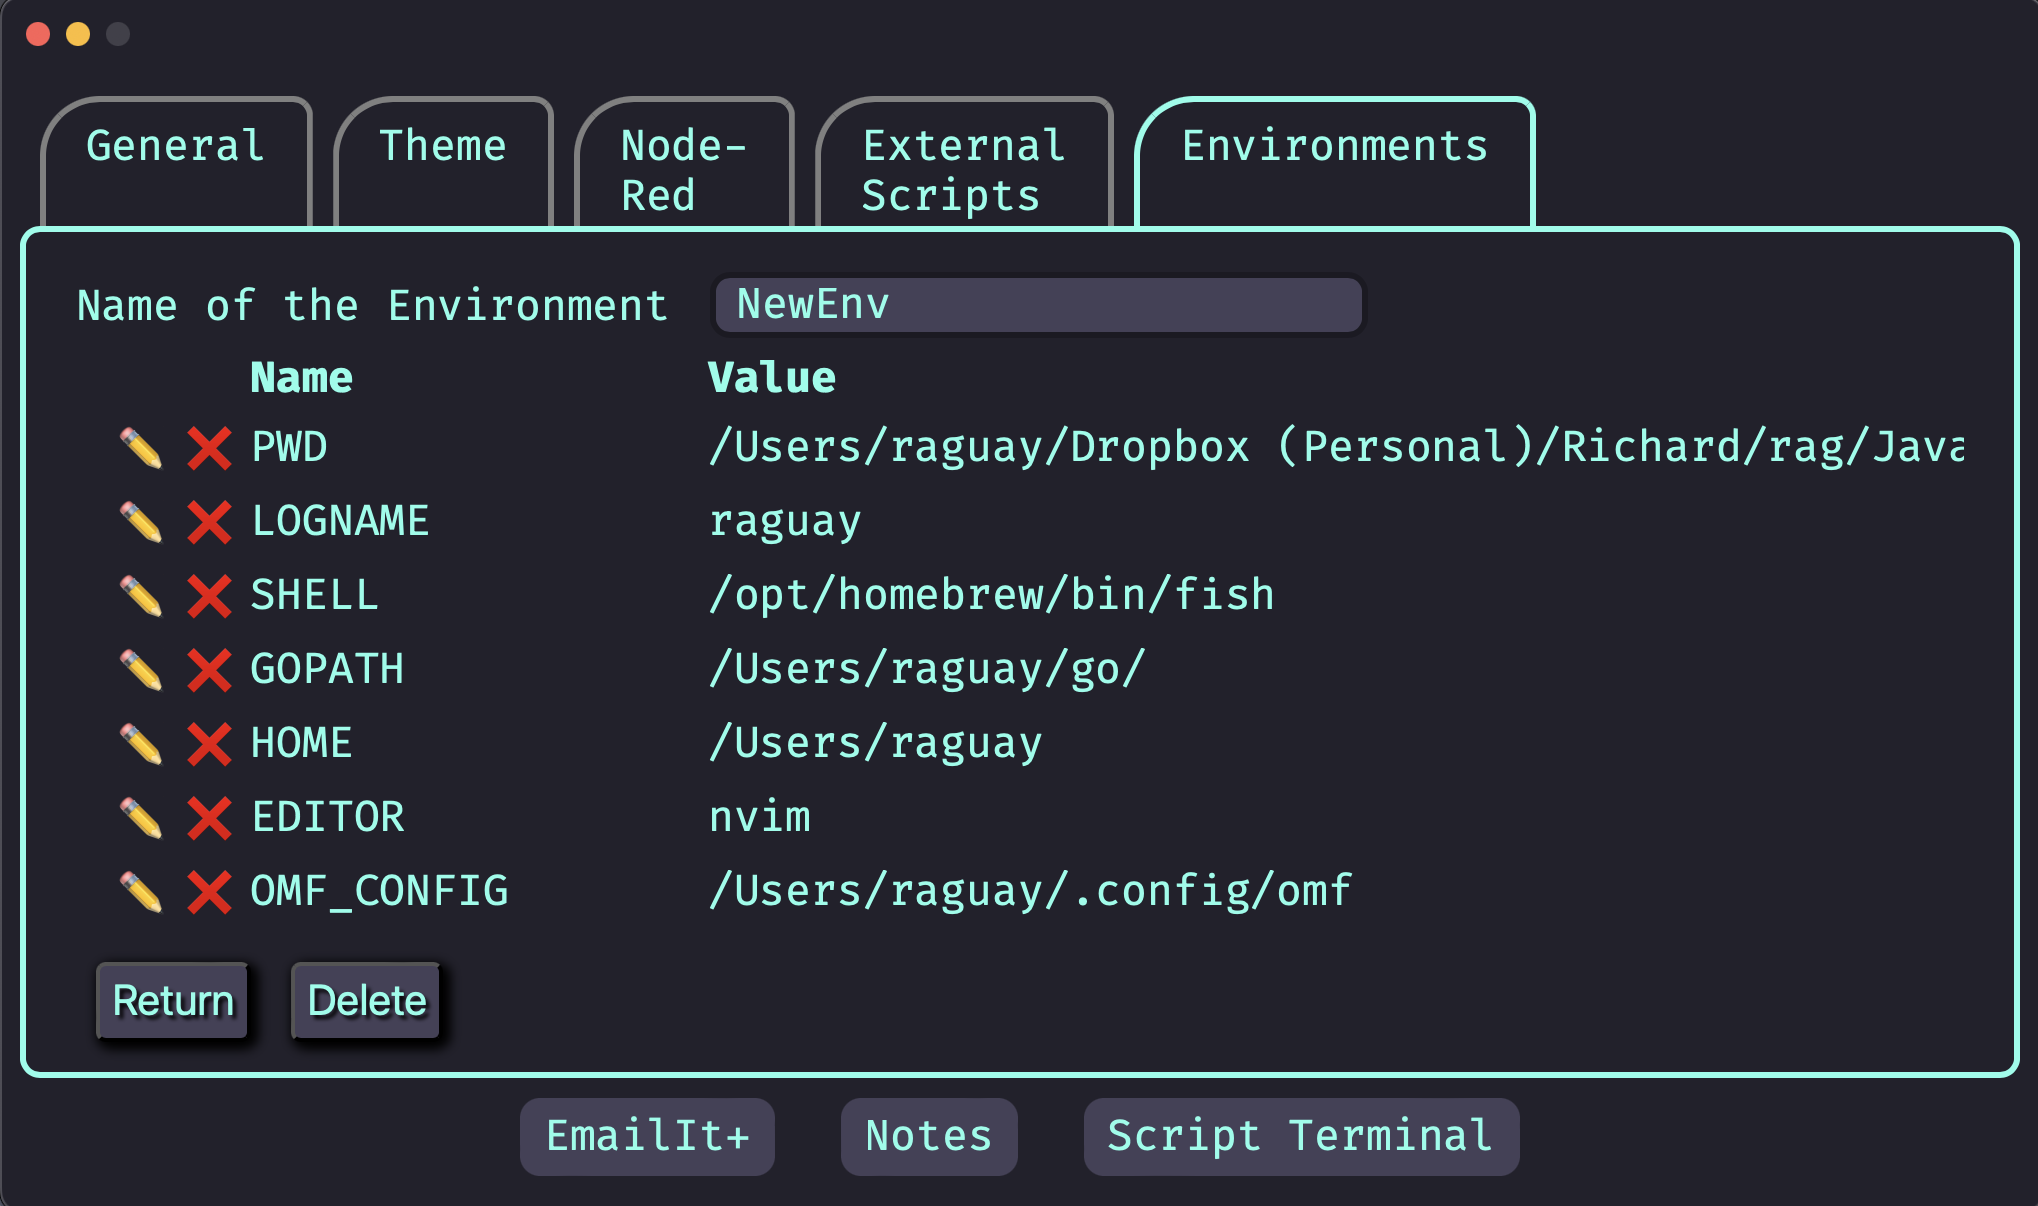 General
Theme
Node-
Red
External
Scripts
Environments
Name of the Environment NewEnv
Name Value
PWD /Users/raguay/Dropbox (Personal)/Richard/rag/Java
LOGNAME raguay
SHELL /opt/homebrew/bin/fish
GOPATH /Users/raguay/go/
HOME /Users/raguay
EDITOR nvim
OMF_CONFIG /Users/raguay/.config/omf
Return Delete
EmailIt+ Notes Script Terminal